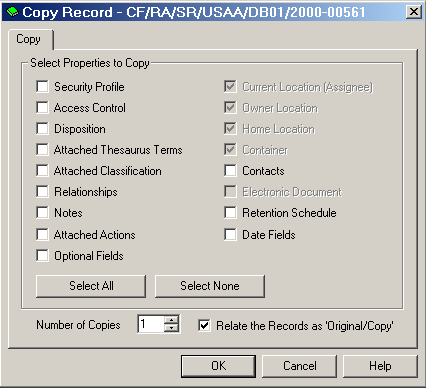 Copy Record - CF/RA/SR/USAA/DB01/2000-00561
Copy
Select Properties to Copy
Security Profile
Current Location (Assignee)
Access Control
Owner Location
Disposition
Home Location
Attached Thesaurus Terms
Container
Attached Classification
Contacts
Relationships
Electronic Document
Notes
Retention Schedule
Attached Actions
Date Fields
Optional Fields
Select All
Select None
Number of Copies
1
Relate the Records as 'Original/Copy'
OK
Cancel
Help